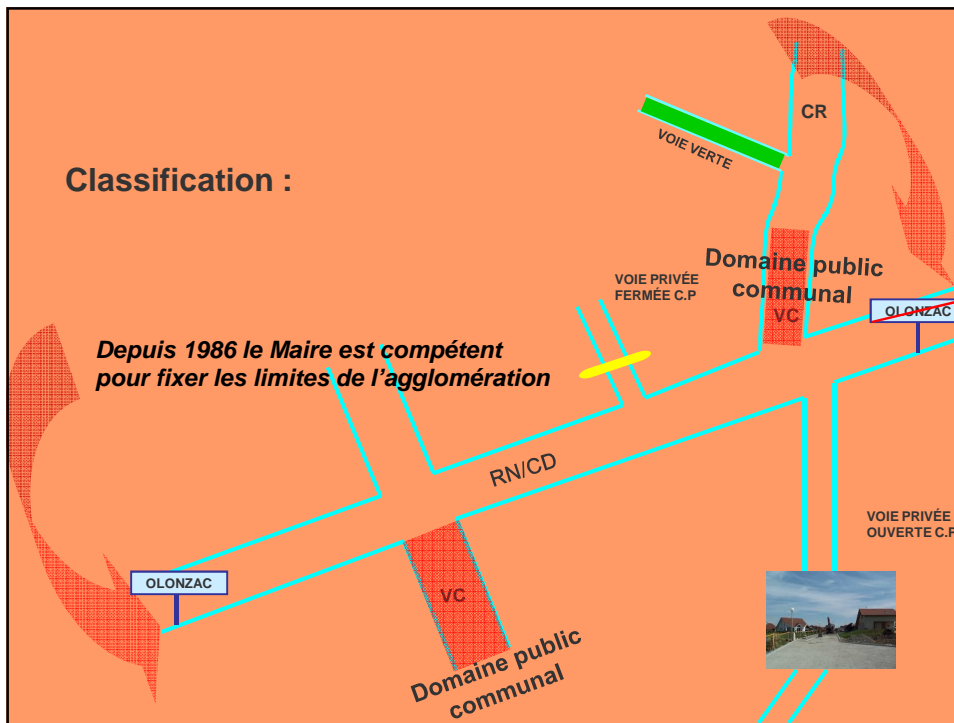 CR
VOIE VERTE
Classification :
Domaine public
communal
VC
VOIE PRIVÉE
FERMÉE C.P
OLONZAC
Depuis 1986 le Maire est compétent
pour fixer les limites de l'agglomération
RN/CD
VOIE PRIVÉE
OUVERTE C.P
OLONZAC
VC
Domaine public
communal